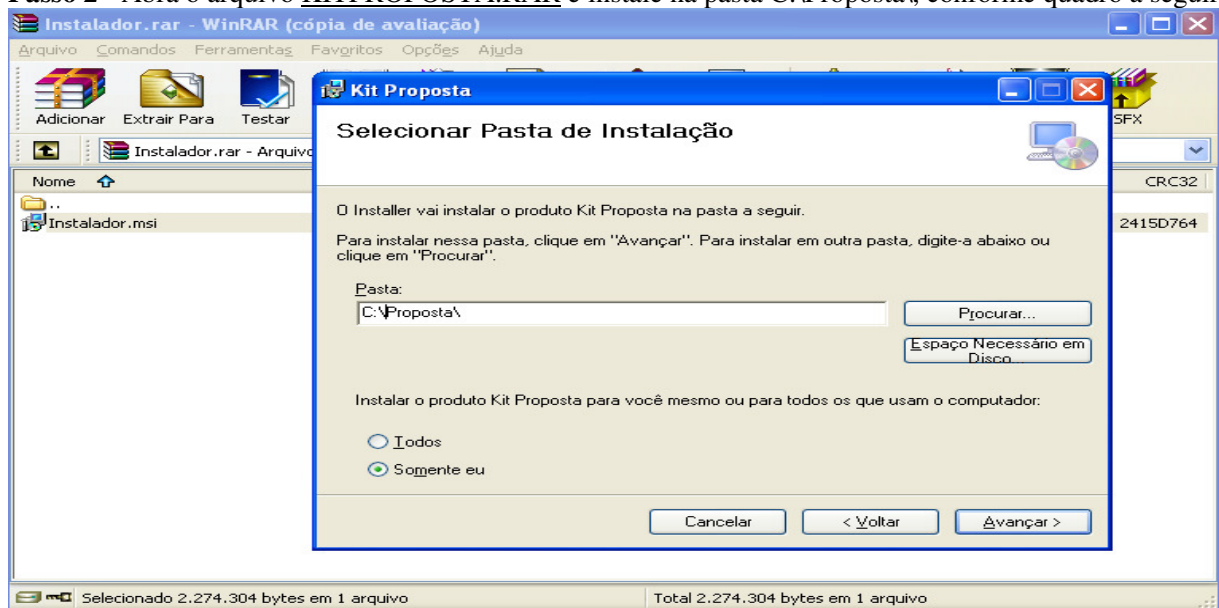 Passo 2 - Abra o arquivo KITPROPOSTA.RAR e instale na pasta C:\Proposta\, conforme quadro a seguir
Instalador.rar - WinRAR (cópia de avaliação)
Arquivo Comandos Ferramentas Favoritos Opções Ajuda
Adicionar Extrair Para Testar SFX
Instalador.rar - Arquivo
Nome CRC32
..
Instalador.msi 2415D764
Kit Proposta
Selecionar Pasta de Instalação
O Installer vai instalar o produto Kit Proposta na pasta a seguir.
Para instalar nessa pasta, clique em "Avançar". Para instalar em outra pasta, digite-a abaixo ou
clique em "Procurar".
Pasta:
C:\Proposta\
Procurar...
Espaço Necessário em
Disco...
Instalar o produto Kit Proposta para você mesmo ou para todos os que usam o computador:
Todos
Somente eu
Cancelar < Voltar Avançar >
Selecionado 2.274.304 bytes em 1 arquivo Total 2.274.304 bytes em 1 arquivo